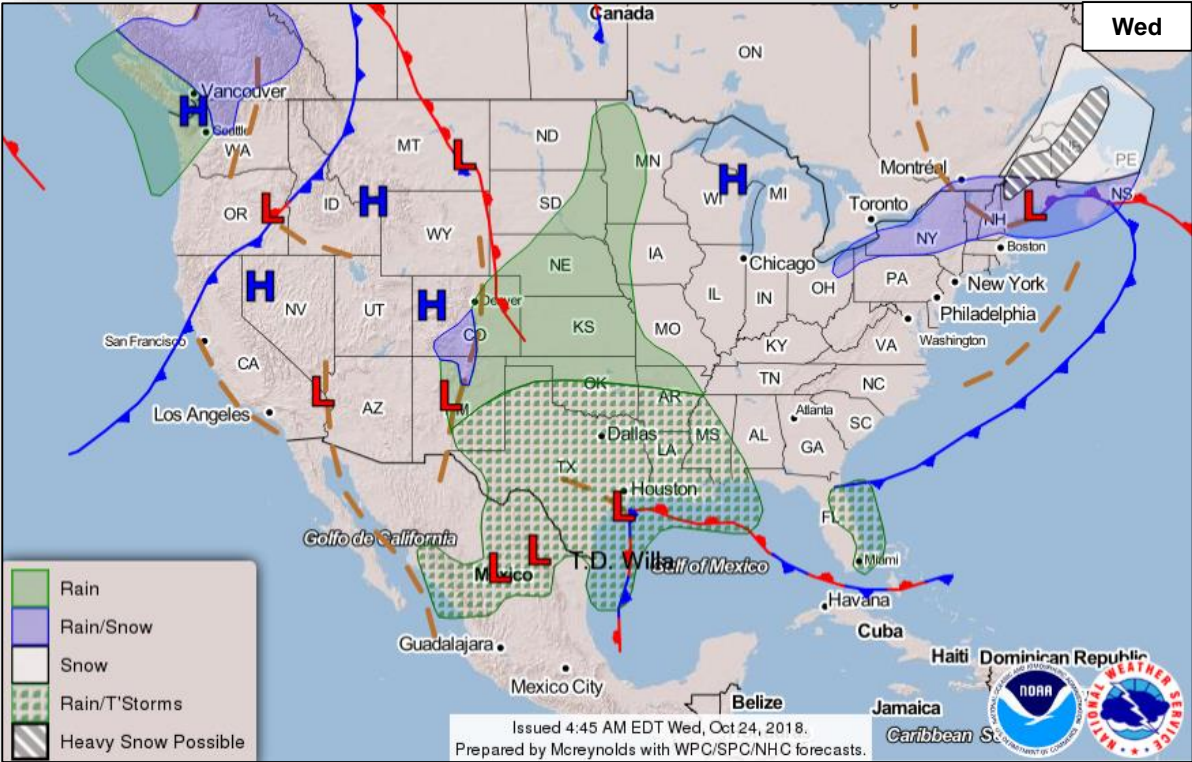 Canada
Wed
ON
Vancouver
H
Seattle
WA
MT
ND
MN
L
Montréal
PE
OR
L
ID
H
SD
WI
H
MI
Toronto
NS
WY
NY
NH
L
Boston
IA
Chicago
NE
PA
New York
H
NV
UT
H
Denver
IL
IN
OH
Philadelphia
San Francisco
CO
KS
MO
KY
VA
Washington
CA
TN
NC
L
AZ
L
OK
AR
Los Angeles
Atlanta
SC
Dallas
MS
AL
GA
LA
TX
Houston
L
FL
Golfo de California
L
L
Mexico
T.D. Willa
Gulf of Mexico
Miami
Havana
Cuba
Guadalajara
Haiti
Dominican Republic
Mexico City
Belize
Jamaica
Caribbean
Rain
Rain/Snow
Snow
Rain/T'Storms
Heavy Snow Possible
Issued 4:45 AM EDT Wed, Oct 24, 2018.
Prepared by Mcreynolds with WPC/SPC/NHC forecasts.
NOAA
NATIONAL WEATHER SERVICE